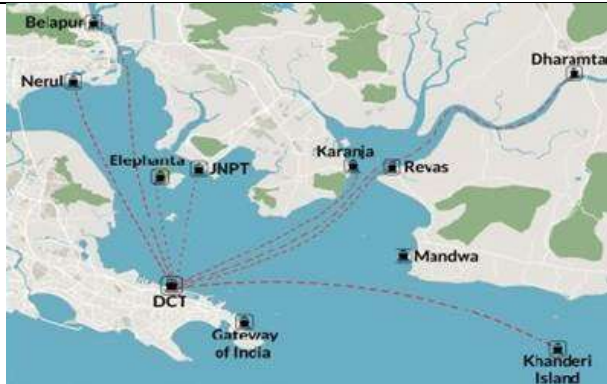 Belapur
Nerul
Dharamta
Elephanta
JNPT
Karanja
Revas
Mandwa
DCT
Gateway
of India
Khanderi
Island